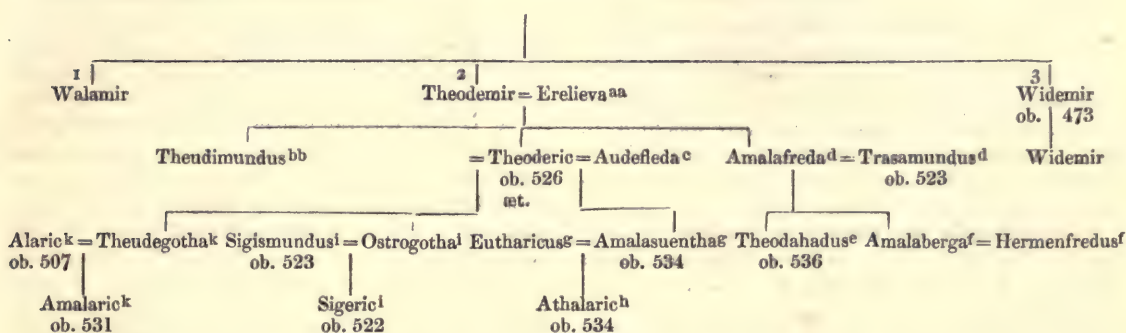 1 2 3
Walamir Theodemir = Erelieva aa Widemir
ob. 473
Theudimundus bb = Theoderic = Audefleda c Amalafreda d = Trasamundus d Widemir
ob. 526 ob. 523
æt.
Alaric k = Theudegotha k Sigismundus i = Ostrogotha i Eutharicus g = Amalasuentha g Theodahadus e Amalaberga f = Hermenfredus f
ob. 507 ob. 523 ob. 534 ob. 536
Amalaric k Sigeric i Athalaric h
ob. 531 ob. 522 ob. 534